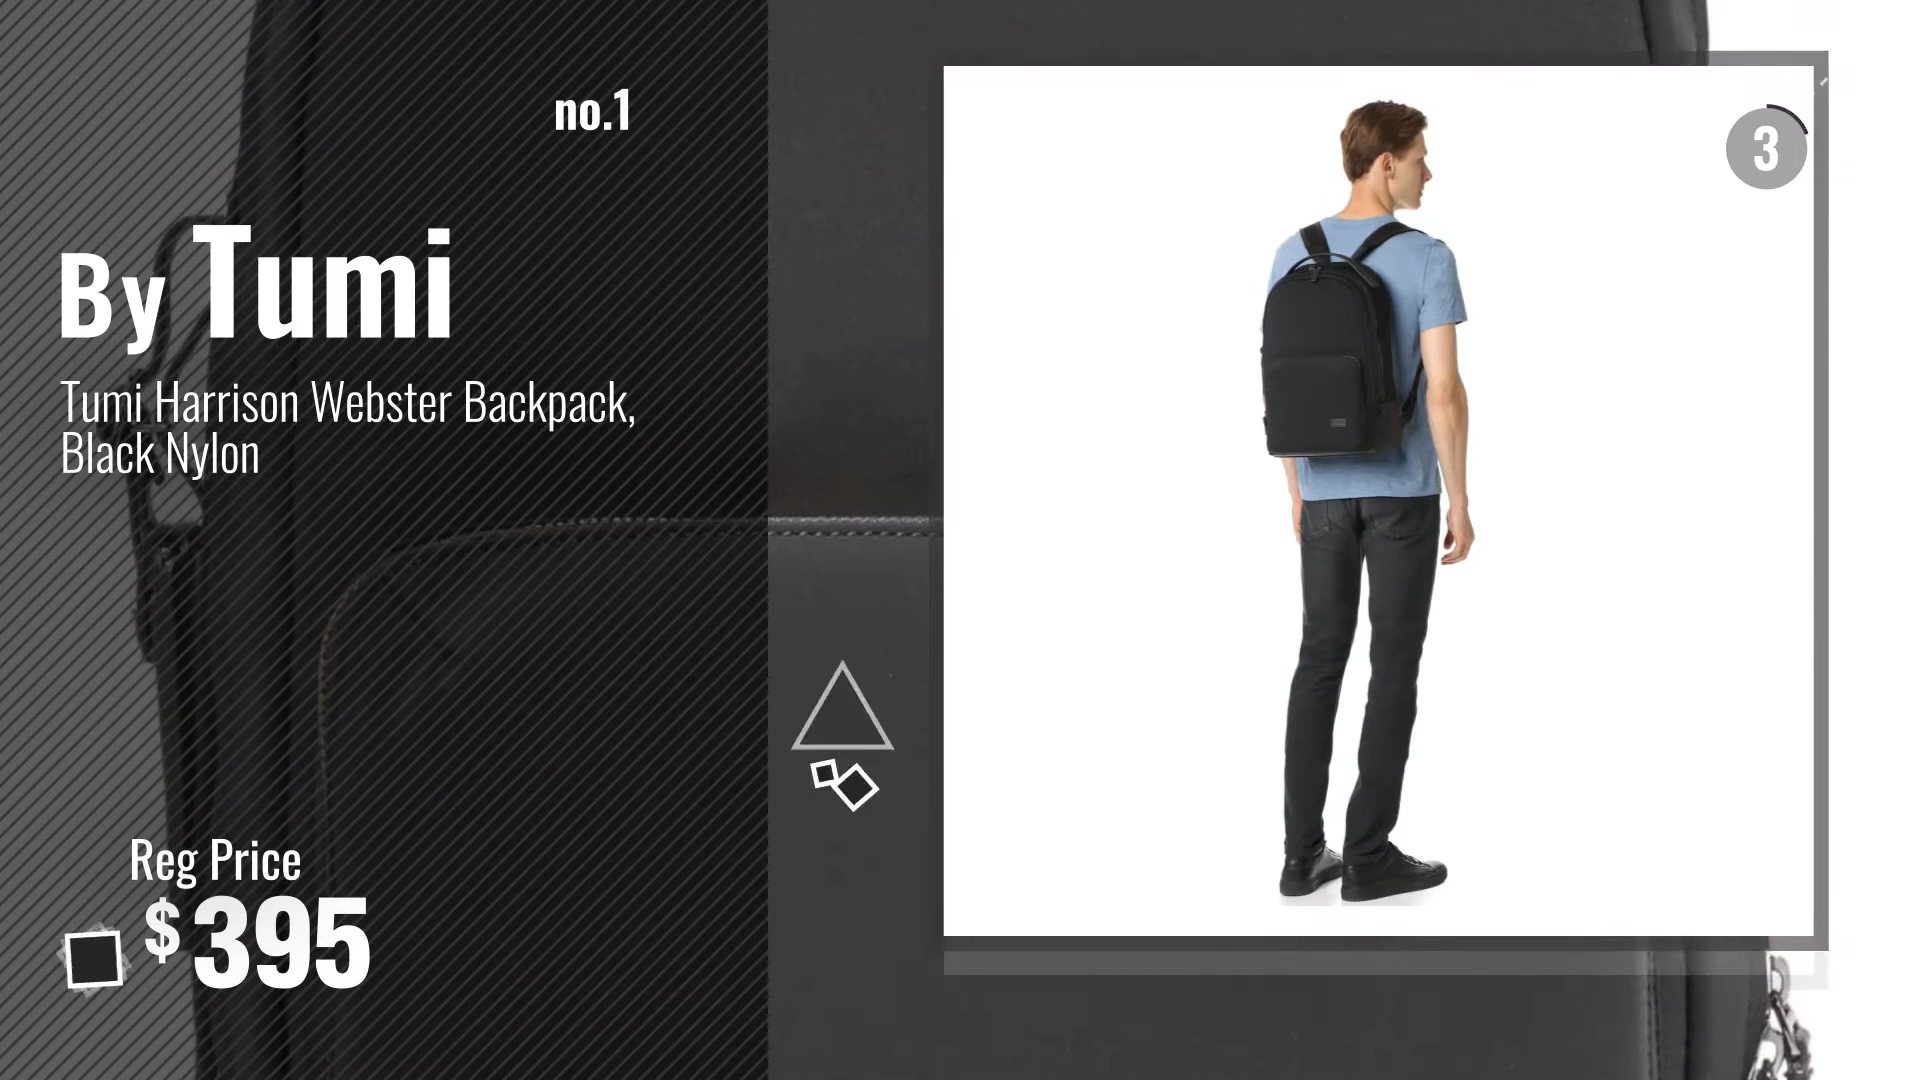 no.1
3
By Tumi
Tumi Harrison Webster Backpack,
Black Nylon
Reg Price
$395